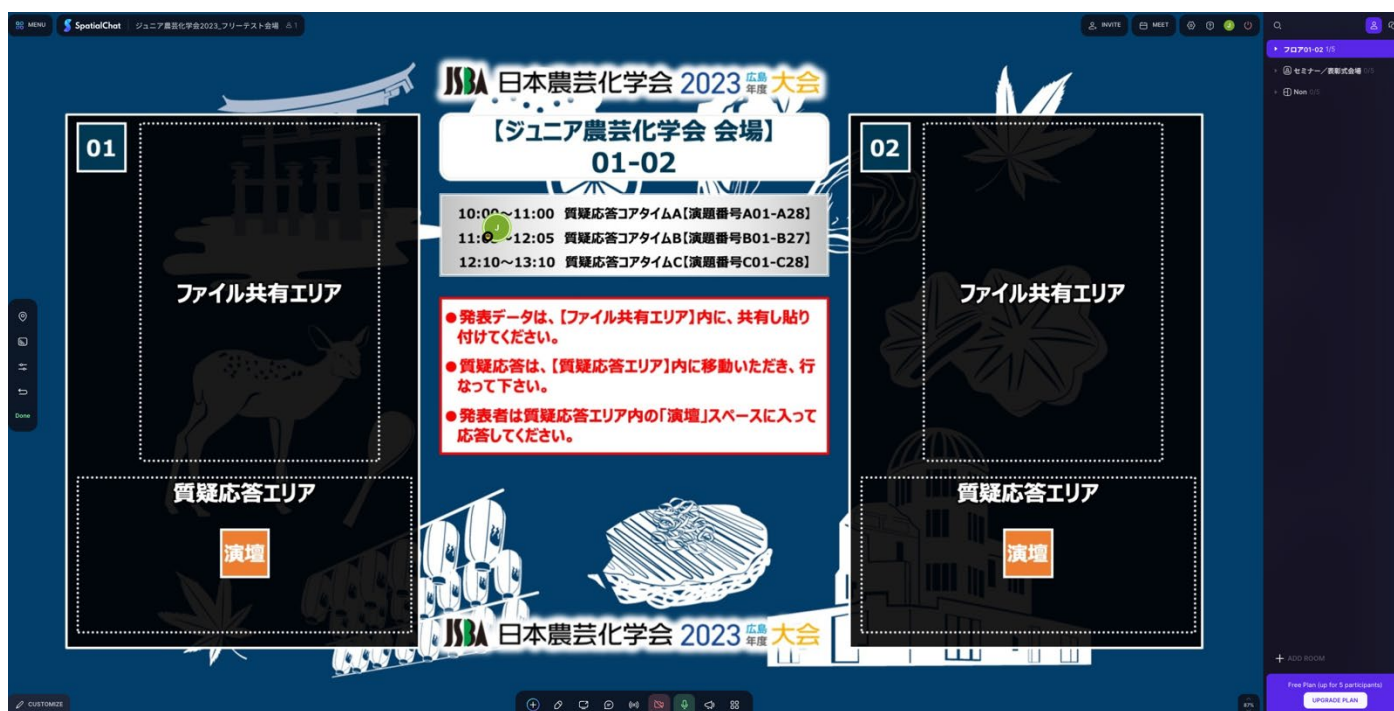 MENU
SpatialChat
ジュニア農芸化学会2023_フリーテスト会場
1
INVITE
MEET
J
フロア01-02 1/5
セミナー／表彰式会場 0/5
Non 0/5
JSBA 日本農芸化学会 2023 広島年度 大会
【ジュニア農芸化学会 会場】
01-02
01
02
10:00~11:00 質疑応答コアタイムA【演題番号A01-A28】
J
~12:05 質疑応答コアタイムB【演題番号B01-B27】
12:10~13:10 質疑応答コアタイムC【演題番号C01-C28】
ファイル共有エリア
ファイル共有エリア
●発表データは、【ファイル共有エリア】内に、共有し貼り
付けてください。
●質疑応答は、【質疑応答エリア】内に移動いただき、行
なって下さい。
●発表者は質疑応答エリア内の「演壇」スペースに入って
応答してください。
Done
質疑応答エリア
質疑応答エリア
演壇
演壇
JSBA 日本農芸化学会 2023 広島年度 大会
+ ADD ROOM
Free Plan (up for 5 participants)
UPGRADE PLAN
CUSTOMIZE
87%